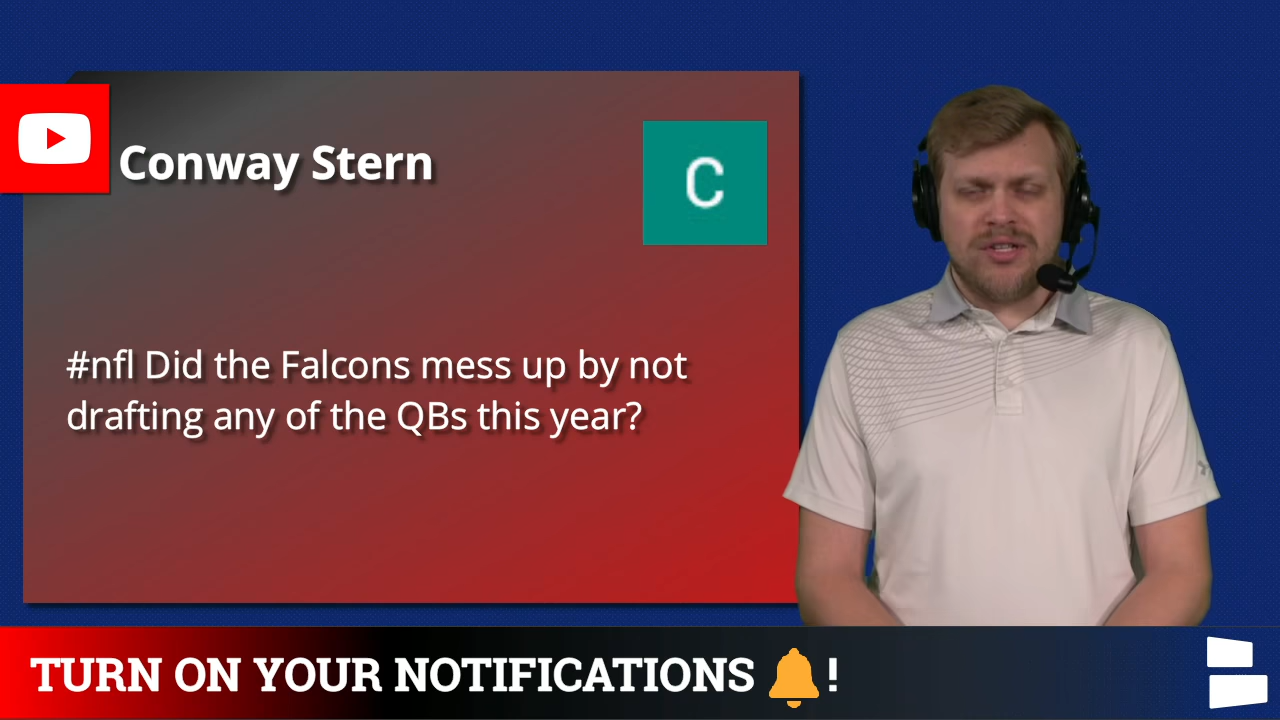 Conway Stern
C
#nfl Did the Falcons mess up by not
drafting any of the QBs this year?
TURN ON YOUR NOTIFICATIONS 🔔!